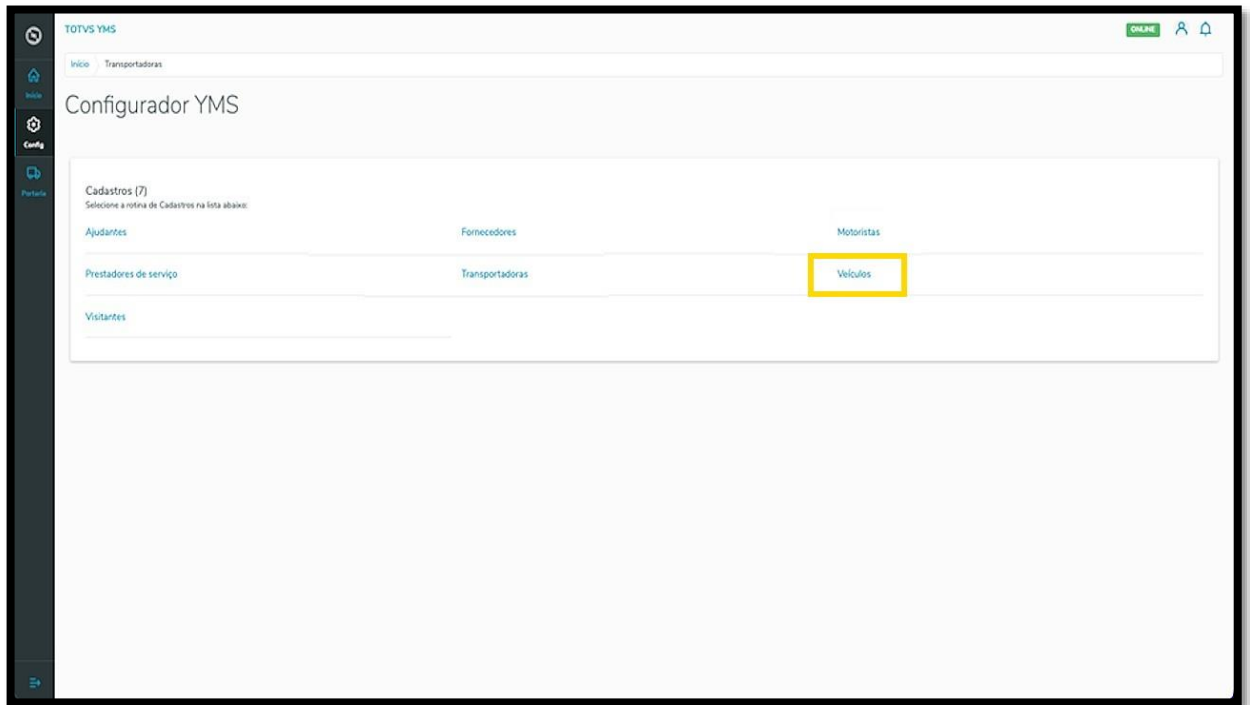 TOTVS YMS
ONLINE
Início
Transportadoras
Início
Configurador YMS
Config
Portaria
Cadastros (7)
Selecione a rotina de Cadastros na lista abaixo:
Ajudantes
Fornecedores
Motoristas
Prestadores de serviço
Transportadoras
Veículos
Visitantes